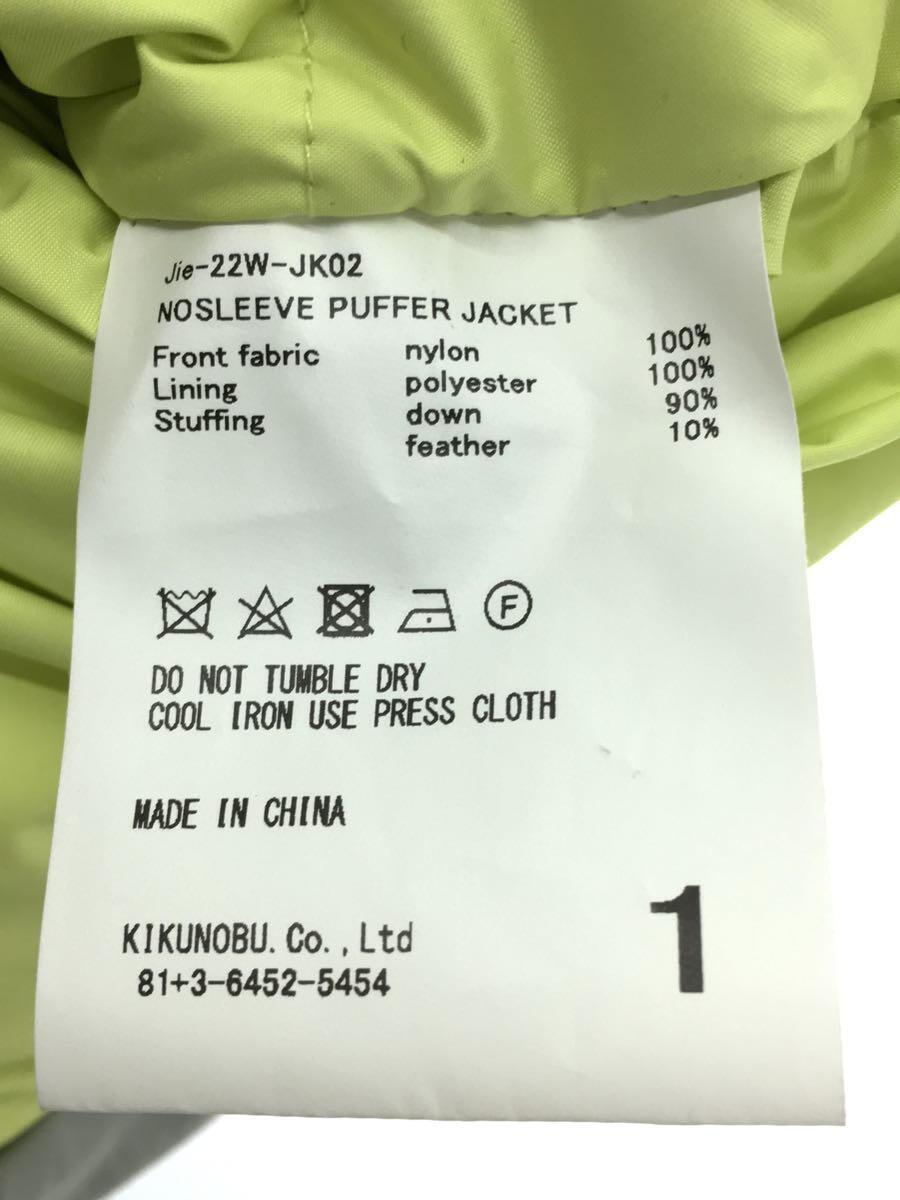 Jie-22W-JK02
NOSLEEVE PUFFER JACKET
Front fabric nylon 100%
Lining polyester 100%
Stuffing down 90%
feather 10%
F
DO NOT TUMBLE DRY
COOL IRON USE PRESS CLOTH
MADE IN CHINA
KIKUNOBU.Co.,Ltd
81+3-6452-5454
1